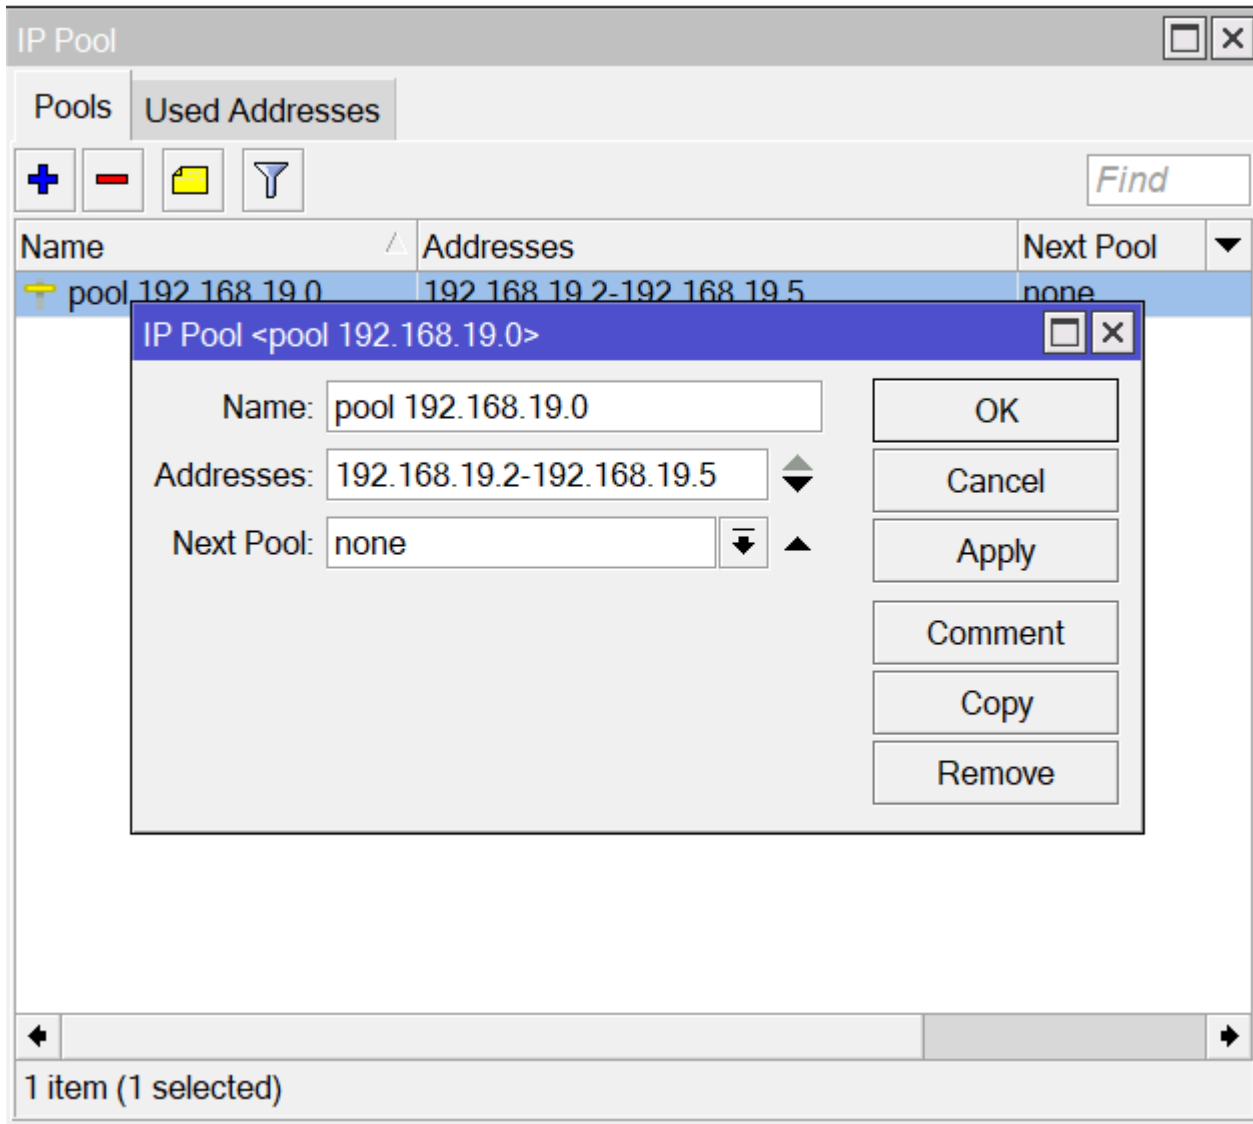 IP Pool
Pools Used Addresses
Find
Name Addresses Next Pool
pool 192.168.19.0 192.168.19.2-192.168.19.5 none
IP Pool <pool 192.168.19.0>
Name: pool 192.168.19.0 OK
Addresses: 192.168.19.2-192.168.19.5 Cancel
Next Pool: none Apply
Comment
Copy
Remove
1 item (1 selected)